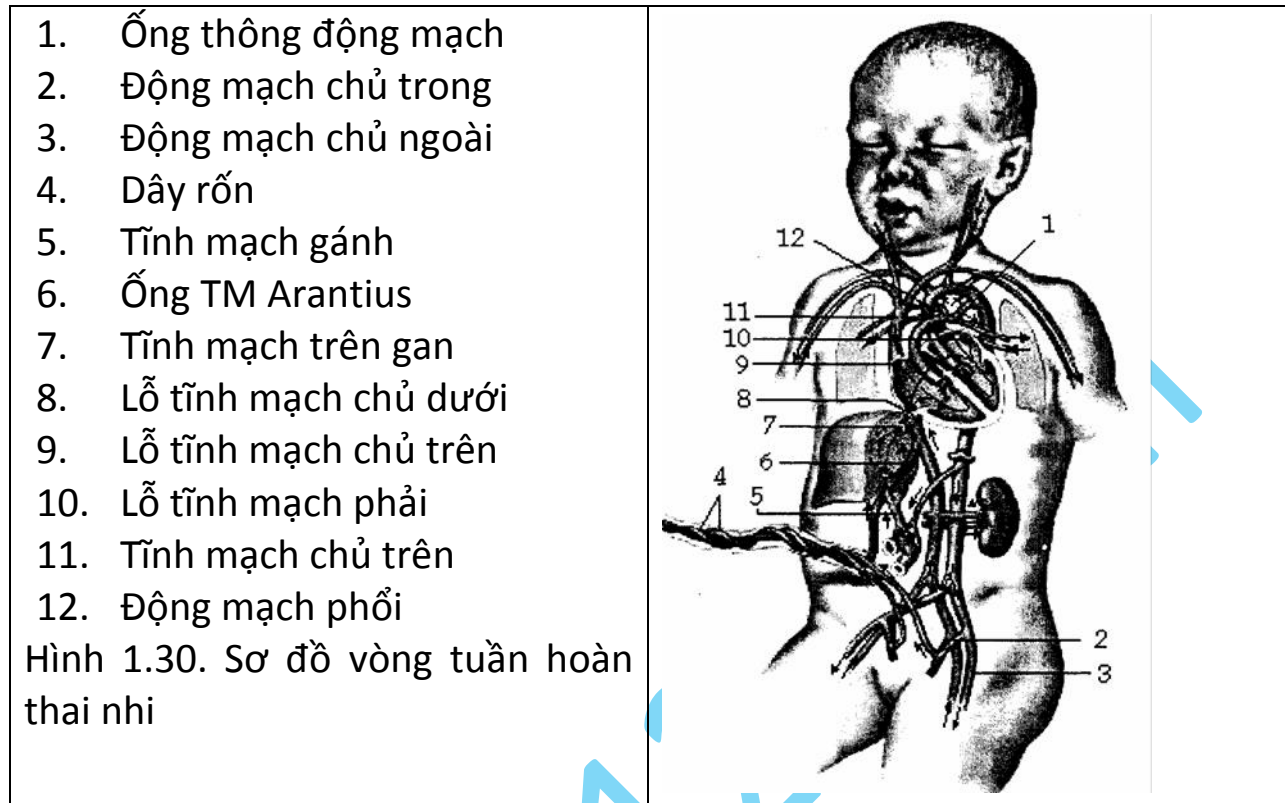 1. Ống thông động mạch
2. Động mạch chủ trong
3. Động mạch chủ ngoài
4. Dây rốn
5. Tĩnh mạch gánh
6. Ống TM Arantius
7. Tĩnh mạch trên gan
8. Lỗ tĩnh mạch chủ dưới
9. Lỗ tĩnh mạch chủ trên
10. Lỗ tĩnh mạch phải
11. Tĩnh mạch chủ trên
12. Động mạch phổi
Hình 1.30. Sơ đồ vòng tuần hoàn
thai nhi
1
12
11
10
9
8
7
6
4
5
2
3